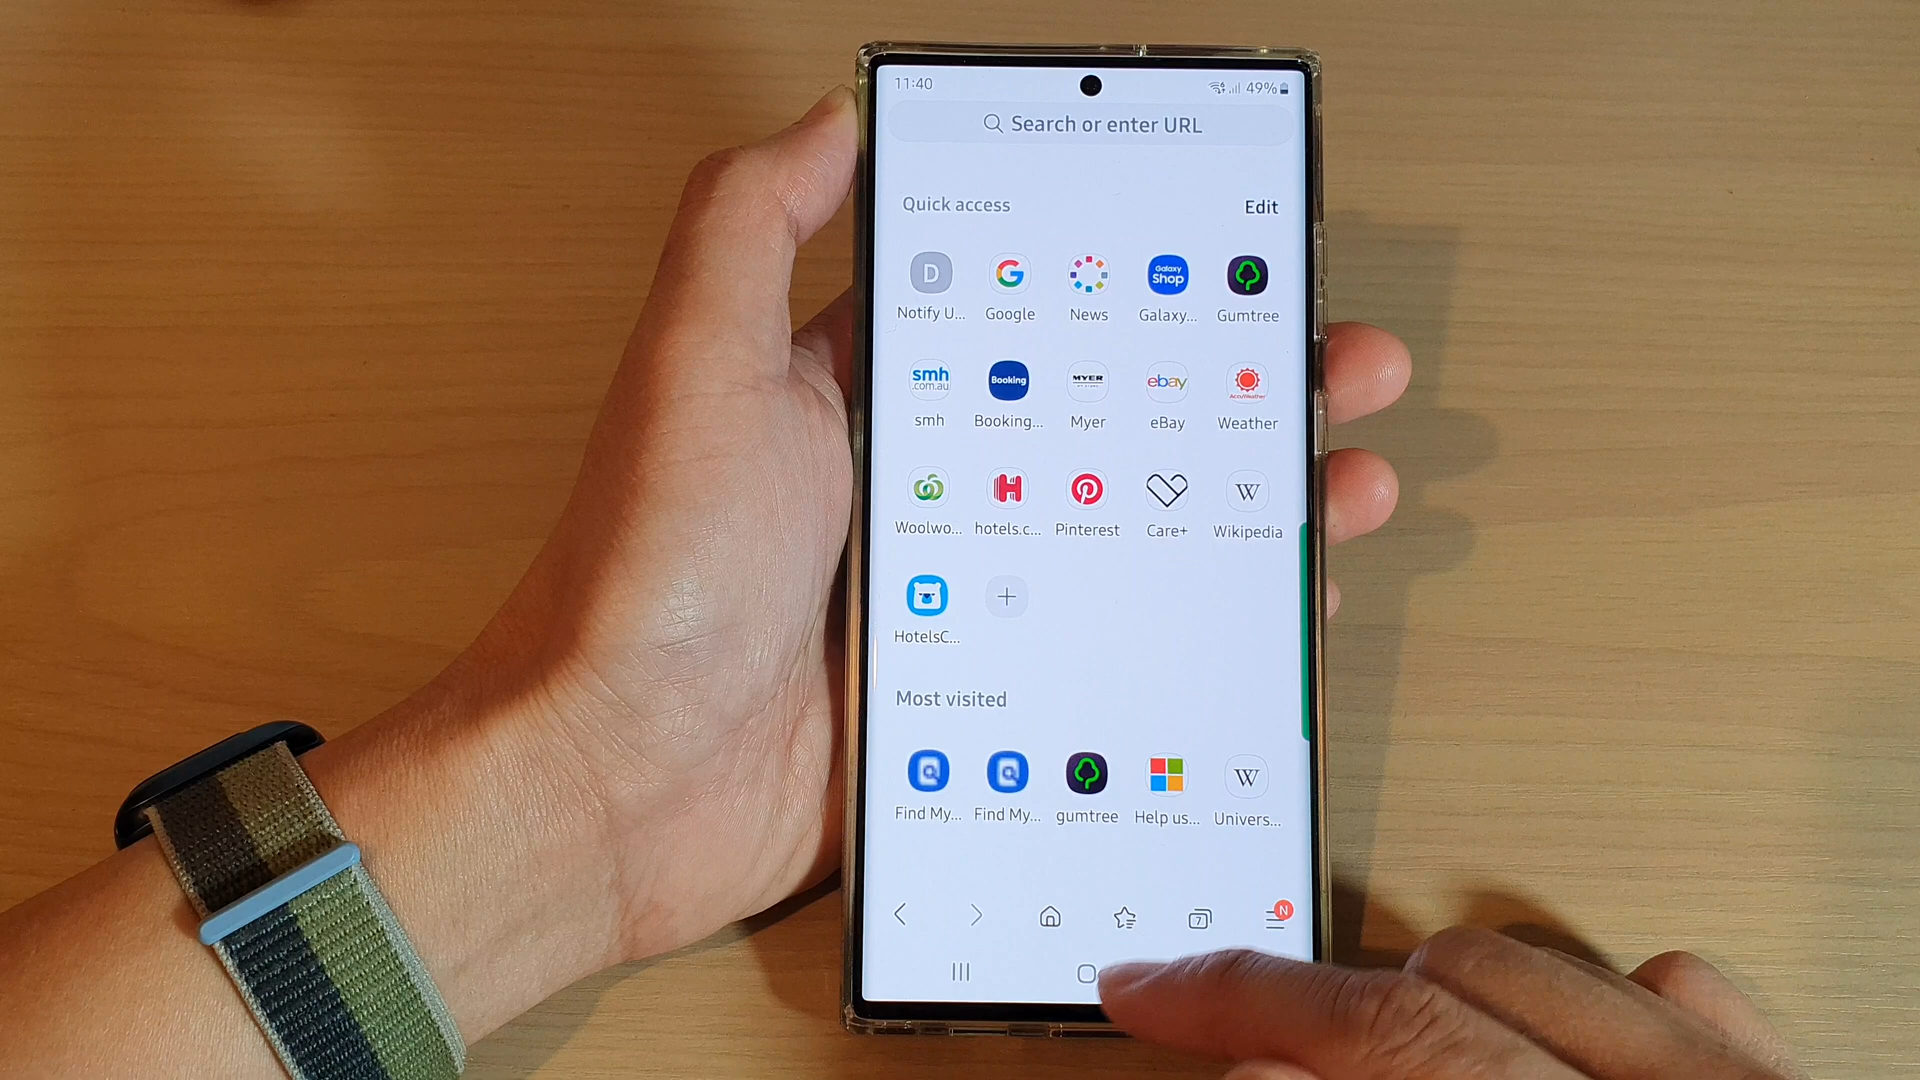 11:40 49%
Search or enter URL
Quick access Edit
D
Galaxy Shop
Notify U... Google News Galaxy... Gumtree
smh .com.au Booking MYER ebay AccuWeather
smh Booking... Myer eBay Weather
H W
Woolwo... hotels.c... Pinterest Care+ Wikipedia
HotelsC...
Most visited
W
Find My... Find My... gumtree Help us... Univers...
7 N